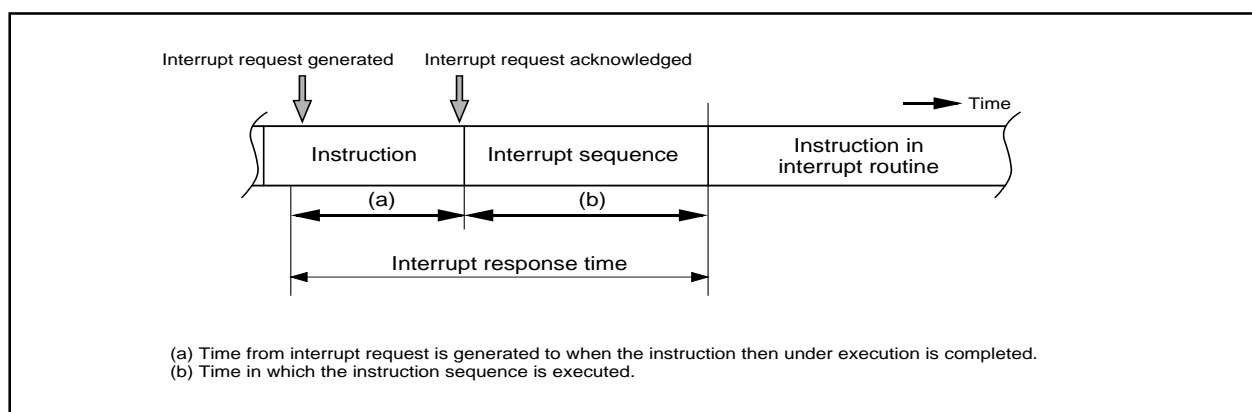 Interrupt request generated
Interrupt request acknowledged
Time
Instruction
Interrupt sequence
Instruction in
interrupt routine
(a)
(b)
Interrupt response time
(a) Time from interrupt request is generated to when the instruction then under execution is completed.
(b) Time in which the instruction sequence is executed.